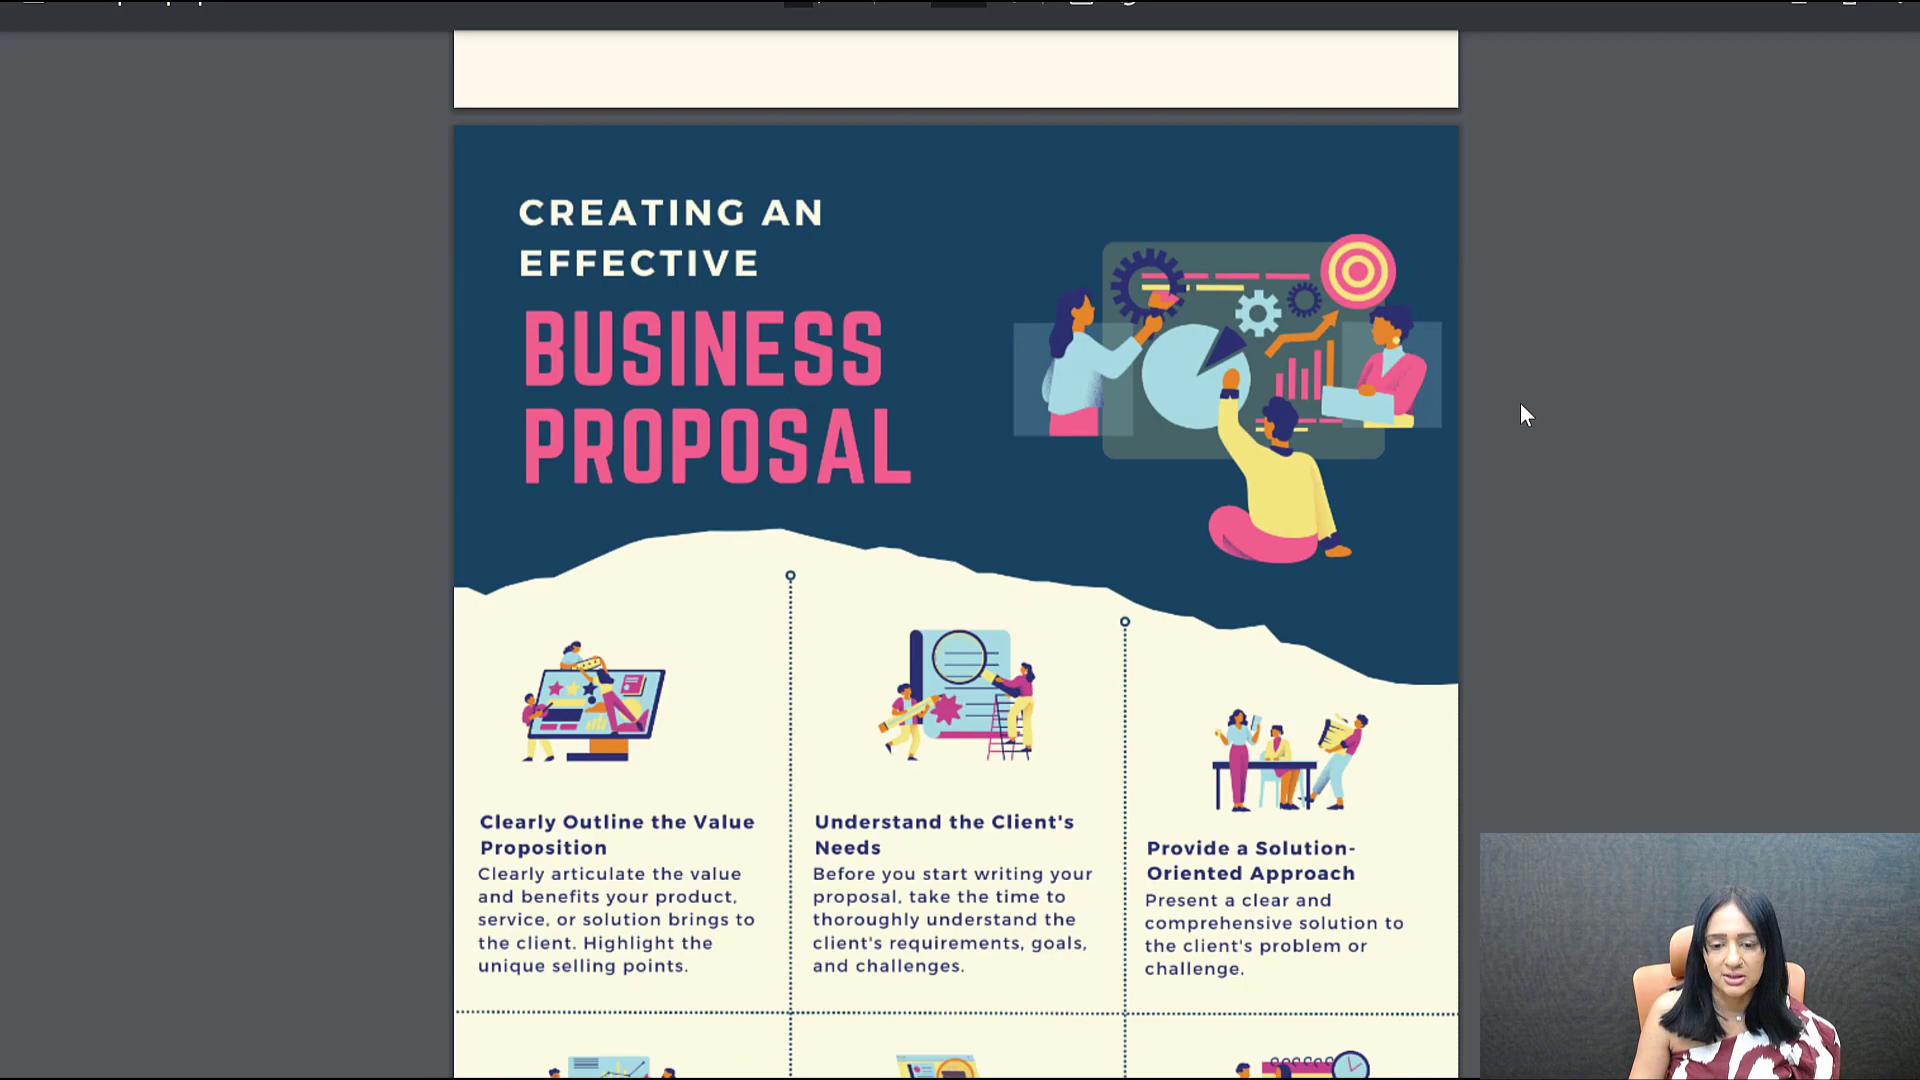 CREATING AN
EFFECTIVE
BUSINESS
PROPOSAL
Clearly Outline the Value
Proposition
Clearly articulate the value
and benefits your product,
service, or solution brings to
the client. Highlight the
unique selling points.
Understand the Client's
Needs
Before you start writing your
proposal, take the time to
thoroughly understand the
client's requirements, goals,
and challenges.
Provide a Solution-
Oriented Approach
Present a clear and
comprehensive solution to
the client's problem or
challenge.